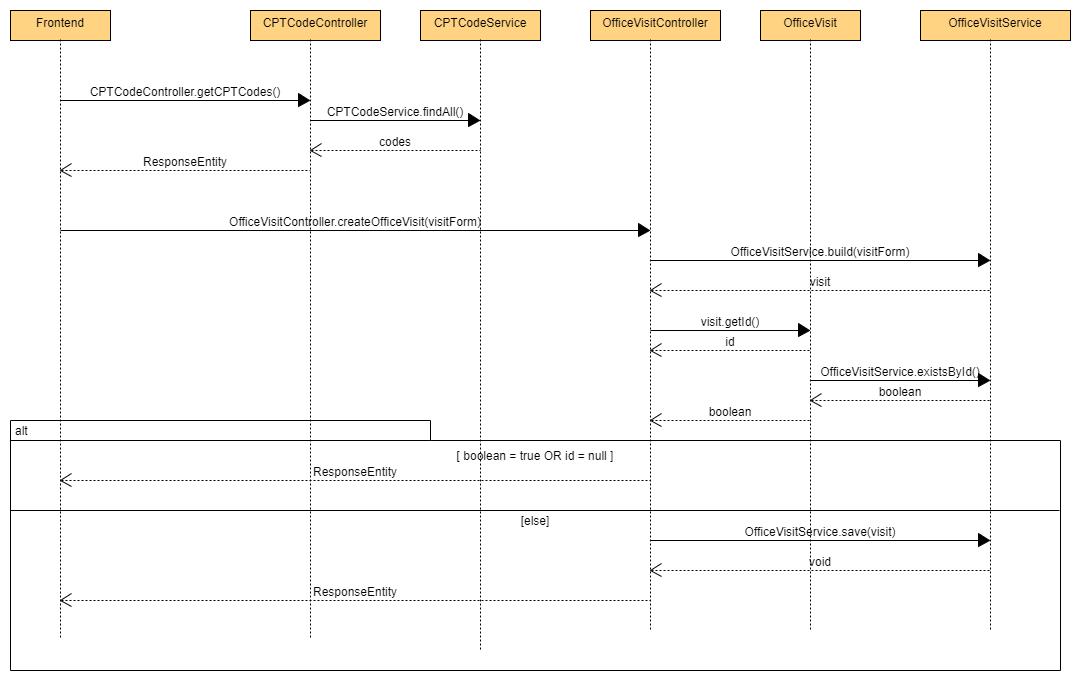 Frontend
CPTCodeController
CPTCodeService
OfficeVisitController
OfficeVisit
OfficeVisitService
CPTCodeController.getCPTCodes()
CPTCodeService.findAll()
codes
ResponseEntity
OfficeVisitController.createOfficeVisit(visitForm)
OfficeVisitService.build(visitForm)
visit
visit.getId()
id
OfficeVisitService.existsById()
boolean
boolean
alt
[ boolean = true OR id = null ]
ResponseEntity
[else]
OfficeVisitService.save(visit)
void
ResponseEntity